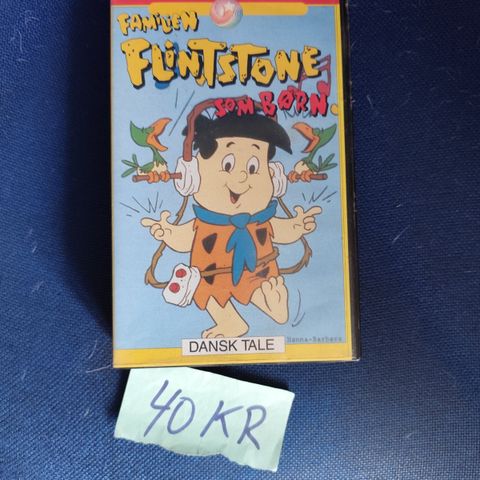 FAMILIEN
FLINTSTONE
SOM BØRN.
DANSK TALE
Hanna-Barbera
40 KR